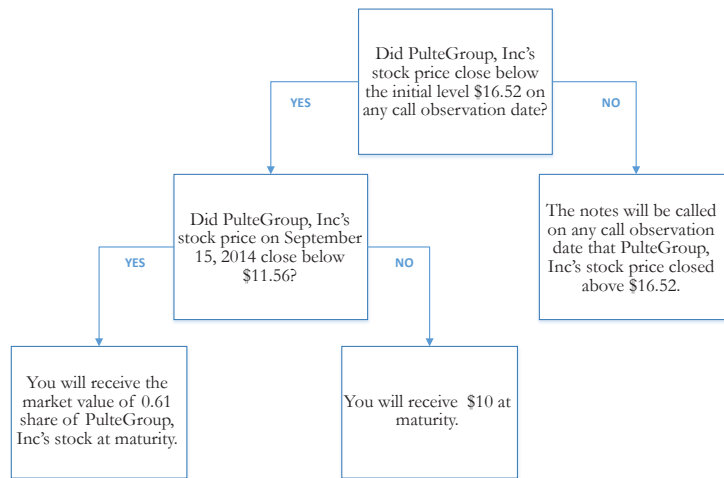 Did PulteGroup, Inc's
stock price close below
the initial level $16.52 on
any call observation date?
YES
NO
Did PulteGroup, Inc's
stock price on September
15, 2014 close below
$11.56?
The notes will be called
on any call observation
date that PulteGroup,
Inc's stock price closed
above $16.52.
YES
NO
You will receive the
market value of 0.61
share of PulteGroup,
Inc's stock at maturity.
You will receive $10 at
maturity.